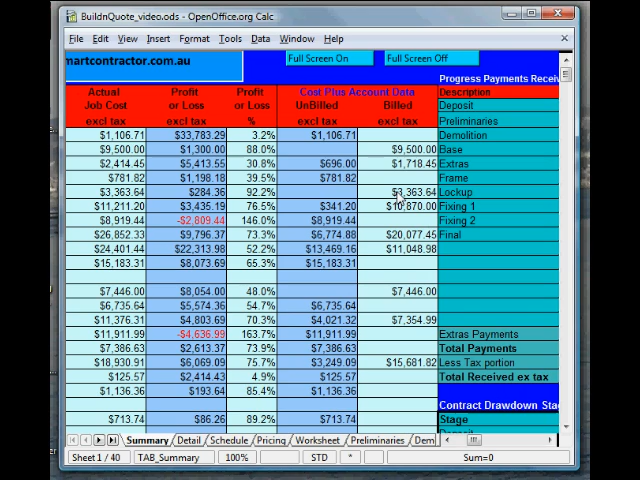 BuildnQuote_video.ods - OpenOffice.org Calc
File Edit View Insert Format Tools Data Window Help
martcontractor.com.au Full Screen On Full Screen Off
Progress Payments Receiv
Actual Profit Profit Cost Plus Account Data Description
Job Cost or Loss or Loss UnBilled Billed Deposit
excl tax excl tax % excl tax excl tax Preliminaries
$1,106.71 $33,783.29 3.2% $1,106.71 Demolition
$9,500.00 $1,300.00 88.0% $9,500.00 Base
$2,414.45 $5,413.55 30.8% $696.00 $1,718.45 Extras
$781.82 $1,198.18 39.5% $781.82 Frame
$3,363.64 $284.36 92.2% $3,363.64 Lockup
$11,211.20 $3,439.19 76.5% $341.20 $10,870.00 Fixing 1
$8,919.44 -$2,809.44 146.0% $8,919.44 Fixing 2
$26,852.33 $9,796.37 73.3% $6,774.88 $20,077.45 Final
$24,401.44 $22,313.98 52.2% $13,469.16 $11,048.98
$15,183.31 $8,073.69 65.3% $15,183.31
$7,446.00 $8,054.00 48.0% $7,446.00
$6,735.64 $5,574.36 54.7% $6,735.64
$11,376.31 $4,803.69 70.3% $4,021.32 $7,354.99
$11,911.99 -$4,636.99 163.7% $11,911.99 Extras Payments
$7,386.63 $2,613.37 73.9% $7,386.63 Total Payments
$18,930.91 $6,069.09 75.7% $3,249.09 $15,681.82 Less Tax portion
$125.57 $2,414.43 4.9% $125.57 Total Received ex tax
$1,136.36 $193.64 85.4% $1,136.36
Contract Drawdown Stag
$713.74 $86.26 89.2% $713.74 Stage
Summary Detail Schedule Pricing Worksheet Preliminaries Dem
Sheet 1 / 40 TAB_Summary 100% STD * Sum=0